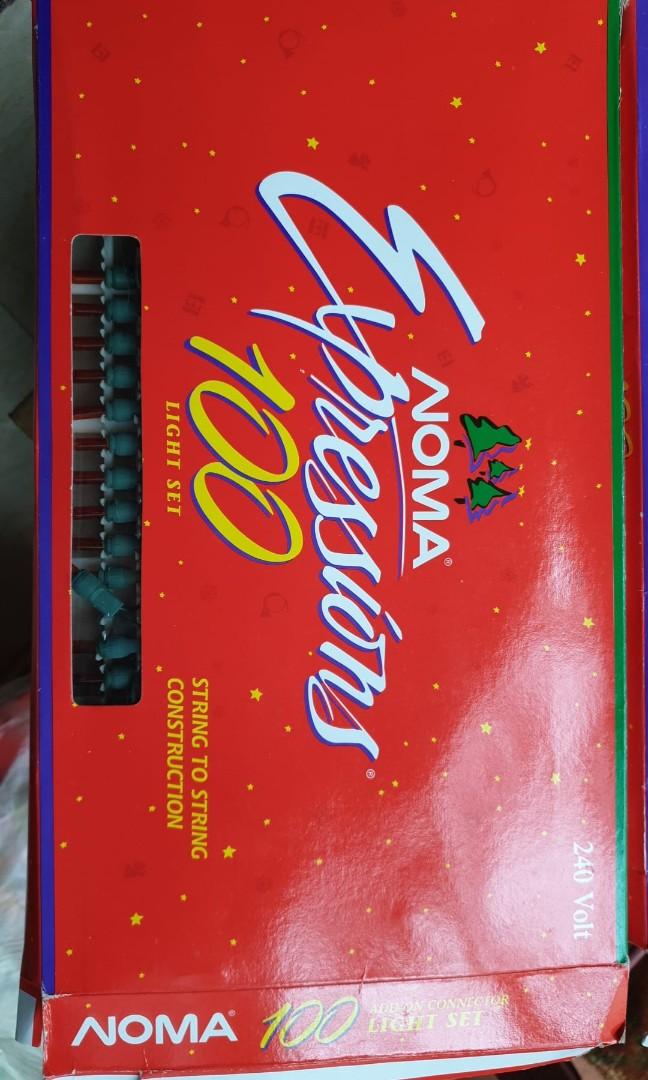 240 Volt
NOMA®
Expressions®
100
LIGHT SET
STRING TO STRING
CONSTRUCTION
NOMA® 100 ADD-ON CONNECTOR
LIGHT SET